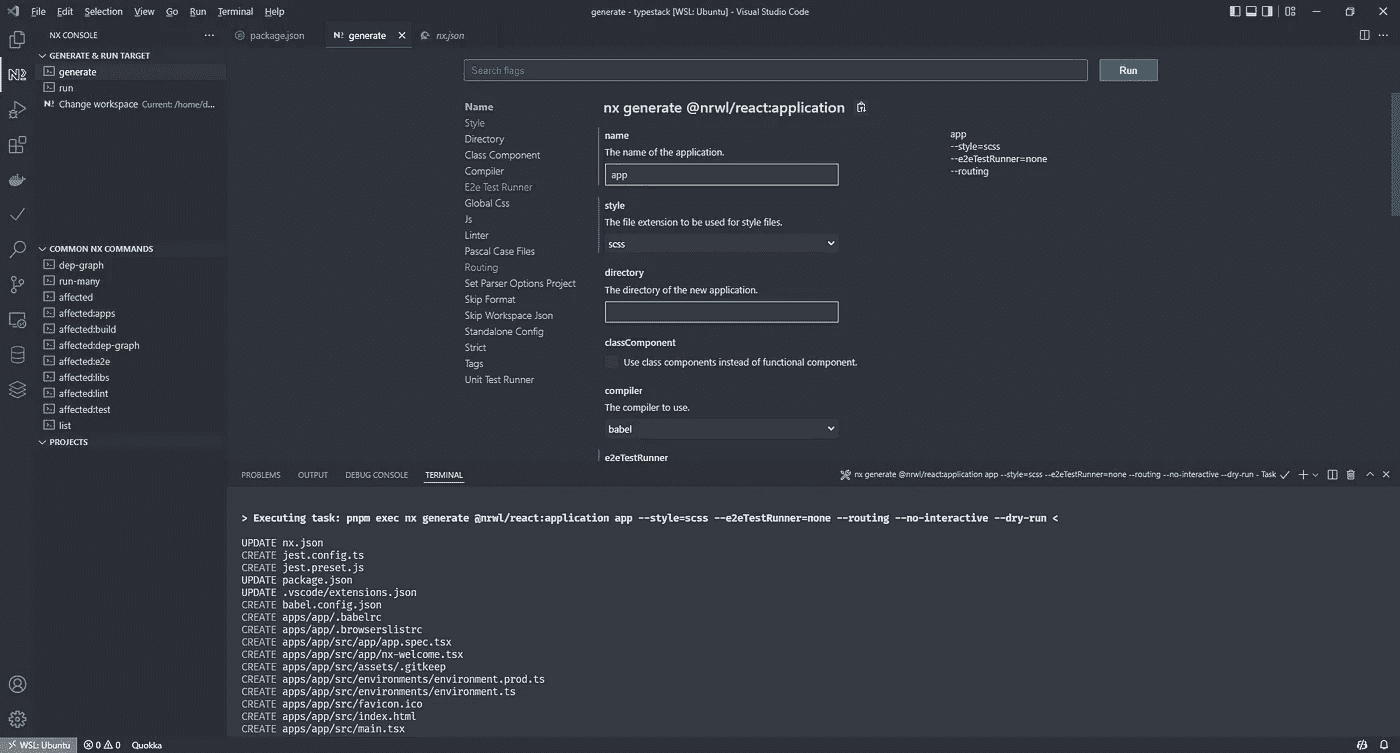 File Edit Selection View Go Run Terminal Help
generate - typestack [WSL: Ubuntu] - Visual Studio Code
NX CONSOLE
package.json
generate
nx.json
GENERATE & RUN TARGET
generate
run
Change workspace Current: /home/d...
COMMON NX COMMANDS
dep-graph
run-many
affected
affected:apps
affected:build
affected:dep-graph
affected:e2e
affected:libs
affected:lint
affected:test
list
PROJECTS
Search flags
Run
Name
Style
Directory
Class Component
Compiler
E2e Test Runner
Global Css
Js
Linter
Pascal Case Files
Routing
Set Parser Options Project
Skip Format
Skip Workspace Json
Standalone Config
Strict
Tags
Unit Test Runner
nx generate @nrwl/react:application
name
The name of the application.
app
style
The file extension to be used for style files.
scss
directory
The directory of the new application.
classComponent
Use class components instead of functional component.
compiler
The compiler to use.
babel
e2eTestRunner
app
--style=scss
--e2eTestRunner=none
--routing
PROBLEMS OUTPUT DEBUG CONSOLE TERMINAL
nx generate @nrwl/react:application app --style=scss --e2eTestRunner=none --routing --no-interactive --dry-run - Task
> Executing task: pnpm exec nx generate @nrwl/react:application app --style=scss --e2eTestRunner=none --routing --no-interactive --dry-run <
UPDATE nx.json
CREATE jest.config.ts
CREATE jest.preset.js
UPDATE package.json
UPDATE .vscode/extensions.json
CREATE babel.config.json
CREATE apps/app/.babelrc
CREATE apps/app/.browserslistrc
CREATE apps/app/src/app/app.spec.tsx
CREATE apps/app/src/app/nx-welcome.tsx
CREATE apps/app/src/assets/.gitkeep
CREATE apps/app/src/environments/environment.prod.ts
CREATE apps/app/src/environments/environment.ts
CREATE apps/app/src/favicon.ico
CREATE apps/app/src/index.html
CREATE apps/app/src/main.tsx
WSL: Ubuntu 0 0 Quokka